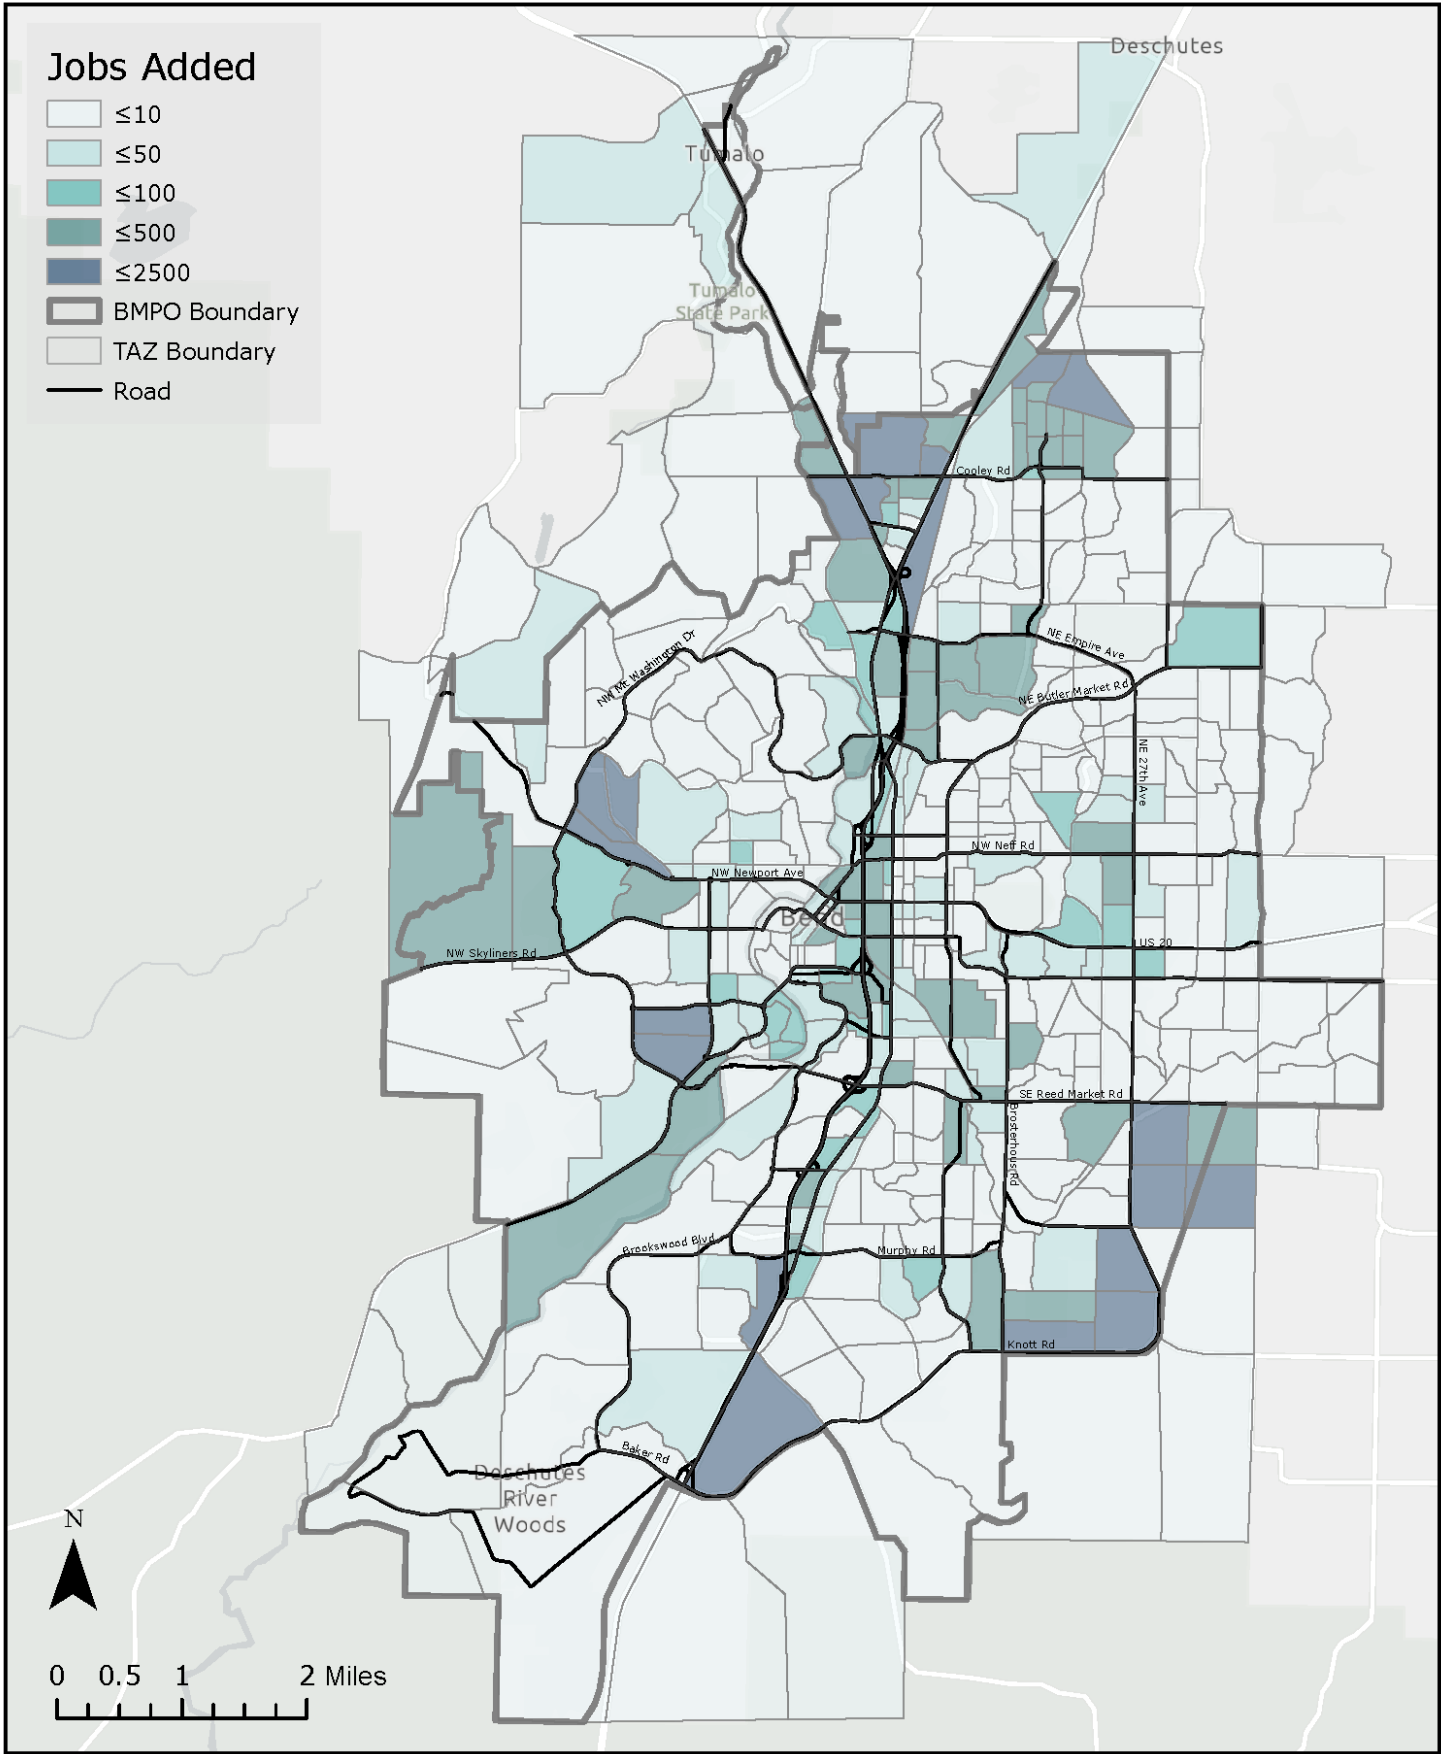 Jobs Added
≤10
≤50
≤100
≤500
≤2500
BMPO Boundary
TAZ Boundary
Road
Deschutes
Tumalo
Tumalo
State Park
Cooley Rd
NE Empire Ave
NW Mt Washington Dr
NE Butler Market Rd
NE 27th Ave
NW Neff Rd
NW Newport Ave
Bend
US 20
NW Skyliners Rd
SE Reed Market Rd
Brosterhous Rd
Brookswood Blvd
Murphy Rd
Knott Rd
Baker Rd
Deschutes
River
Woods
N
0 0.5 1 2 Miles